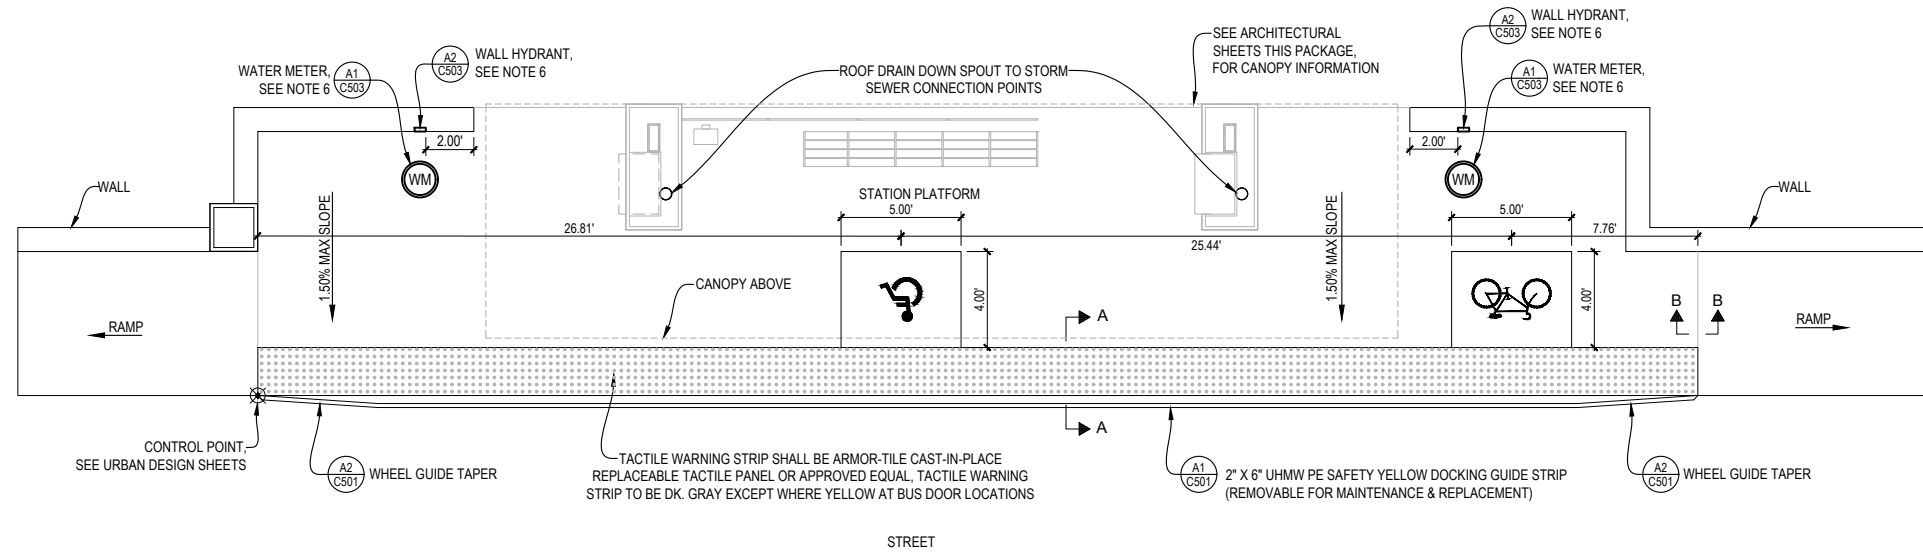 SEE ARCHITECTURAL
SHEETS THIS PACKAGE,
FOR CANOPY INFORMATION
A2
C503
WALL HYDRANT,
SEE NOTE 6
A2
C503
WALL HYDRANT,
SEE NOTE 6
WATER METER,
SEE NOTE 6
A1
C503
ROOF DRAIN DOWN SPOUT TO STORM
SEWER CONNECTION POINTS
A1
C503
WATER METER,
SEE NOTE 6
2.00'
2.00'
WM
WM
WALL
WALL
STATION PLATFORM
5.00'
5.00'
26.81'
25.44'
7.76'
1.50% MAX SLOPE
1.50% MAX SLOPE
CANOPY ABOVE
4.00'
4.00'
A
B
B
RAMP
RAMP
A
CONTROL POINT,
SEE URBAN DESIGN SHEETS
A2
C501
WHEEL GUIDE TAPER
TACTILE WARNING STRIP SHALL BE ARMOR-TILE CAST-IN-PLACE
REPLACEABLE TACTILE PANEL OR APPROVED EQUAL, TACTILE WARNING
STRIP TO BE DK. GRAY EXCEPT WHERE YELLOW AT BUS DOOR LOCATIONS
A1
C501
2" X 6" UHMW PE SAFETY YELLOW DOCKING GUIDE STRIP
(REMOVABLE FOR MAINTENANCE & REPLACEMENT)
A2
C501
WHEEL GUIDE TAPER
STREET